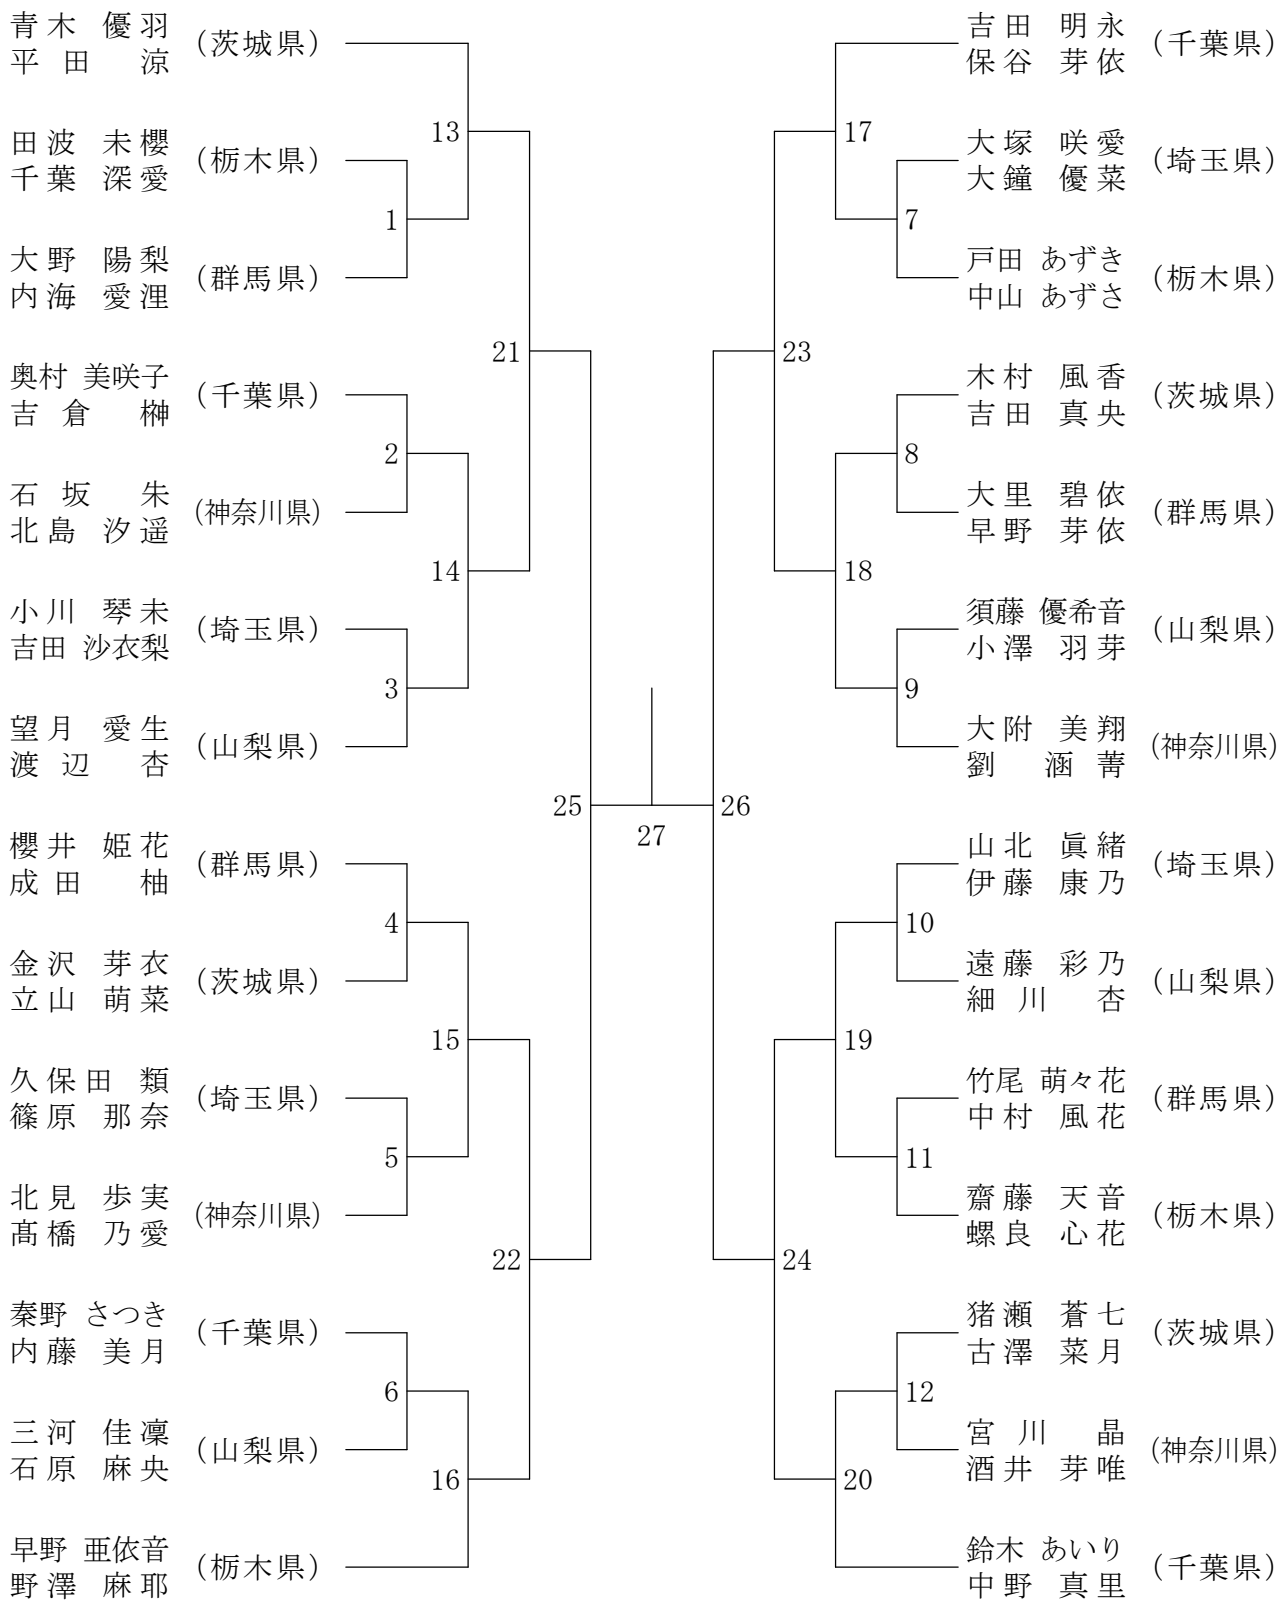 青木 優羽
平田 涼
(茨城県)
田波 未櫻
千葉 深愛
(栃木県)
大野 陽梨
内海 愛浬
(群馬県)
奥村 美咲子
吉倉 榊
(千葉県)
石坂 朱
北島 汐遥
(神奈川県)
小川 琴未
吉田 沙衣梨
(埼玉県)
望月 愛生
渡辺 杏
(山梨県)
櫻井 姫花
成田 柚
(群馬県)
金沢 芽衣
立山 萌菜
(茨城県)
久保田 類
篠原 那奈
(埼玉県)
北見 歩実
髙橋 乃愛
(神奈川県)
秦野 さつき
内藤 美月
(千葉県)
三河 佳凜
石原 麻央
(山梨県)
早野 亜依音
野澤 麻耶
(栃木県)
1
2
3
4
5
6
13
14
15
16
21
22
25
27
26
23
24
17
18
19
20
7
8
9
10
11
12
吉田 明永
保谷 芽依
(千葉県)
大塚 咲愛
大鐘 優菜
(埼玉県)
戸田 あずき
中山 あずさ
(栃木県)
木村 風香
吉田 真央
(茨城県)
大里 碧依
早野 芽依
(群馬県)
須藤 優希音
小澤 羽芽
(山梨県)
大附 美翔
劉 涵菁
(神奈川県)
山北 眞緒
伊藤 康乃
(埼玉県)
遠藤 彩乃
細川 杏
(山梨県)
竹尾 萌々花
中村 風花
(群馬県)
齋藤 天音
螺良 心花
(栃木県)
猪瀬 蒼七
古澤 菜月
(茨城県)
宮川 晶
酒井 芽唯
(神奈川県)
鈴木 あいり
中野 真里
(千葉県)